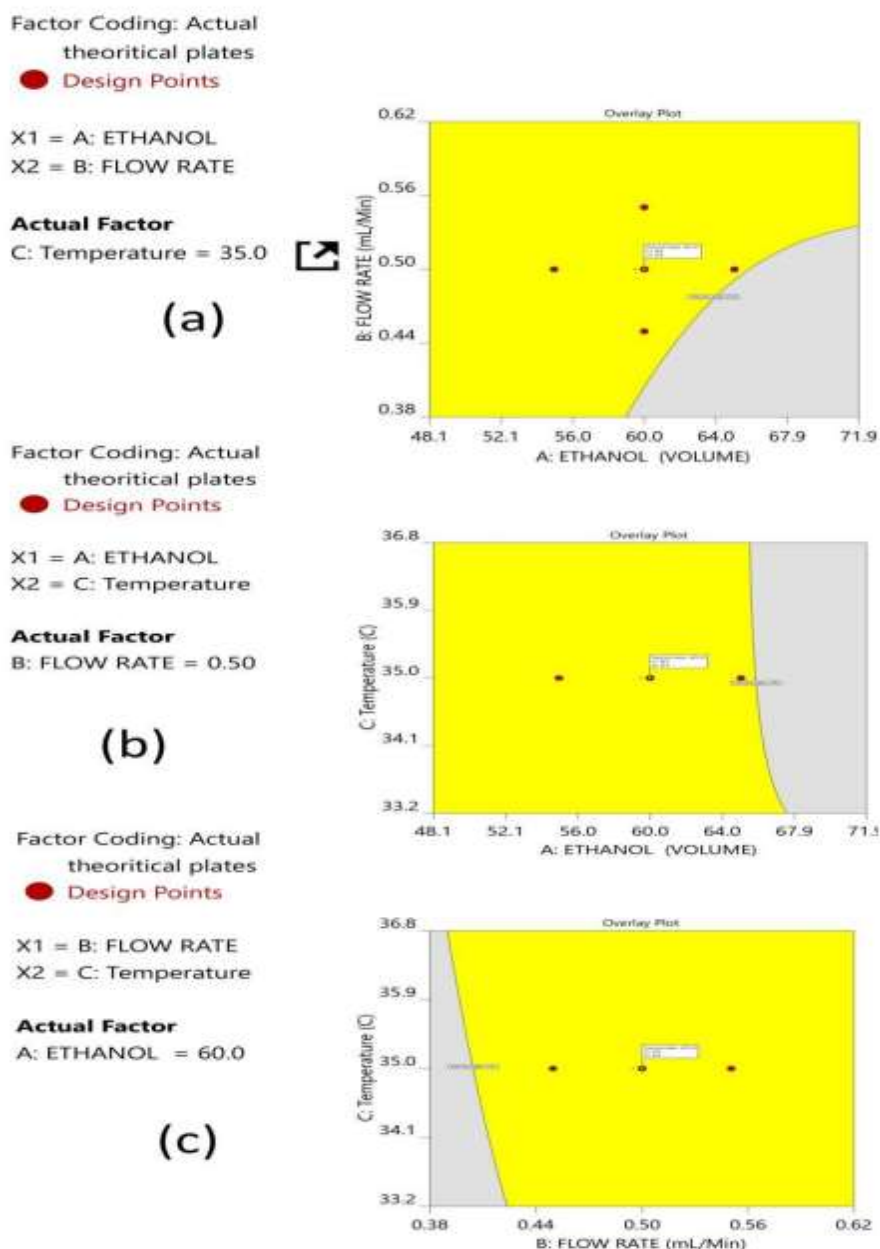 Factor Coding: Actual
theoritical plates
Design Points
X1 = A: ETHANOL
X2 = B: FLOW RATE
Actual Factor
C: Temperature = 35.0
(a)
Overlay Plot
B: FLOW RATE (mL/Min)
0.62
0.56
0.50
0.44
0.38
48.1 52.1 56.0 60.0 64.0 67.9 71.9
A: ETHANOL (VOLUME)
Factor Coding: Actual
theoritical plates
Design Points
X1 = A: ETHANOL
X2 = C: Temperature
Actual Factor
B: FLOW RATE = 0.50
(b)
Overlay Plot
C: Temperature (C)
36.8
35.9
35.0
34.1
33.2
48.1 52.1 56.0 60.0 64.0 67.9
A: ETHANOL (VOLUME)
Factor Coding: Actual
theoritical plates
Design Points
X1 = B: FLOW RATE
X2 = C: Temperature
Actual Factor
A: ETHANOL = 60.0
(c)
Overlay Plot
C: Temperature (C)
36.8
35.9
35.0
34.1
33.2
0.38 0.44 0.50 0.56 0.62
B: FLOW RATE (mL/Min)